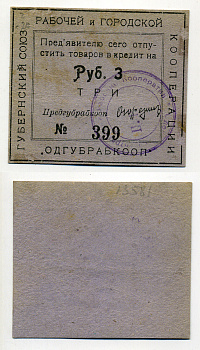 ГУБЕРНСКИЙ СОЮЗ
РАБОЧЕЙ и ГОРОДСКОЙ
КООПЕРАЦИИ
Пред'явителю сего отпу-
стить товаров в кредит на
Руб. 3
ТРИ
Предгубрабкооп
№ 399
"ОДГУБРАБКООП"